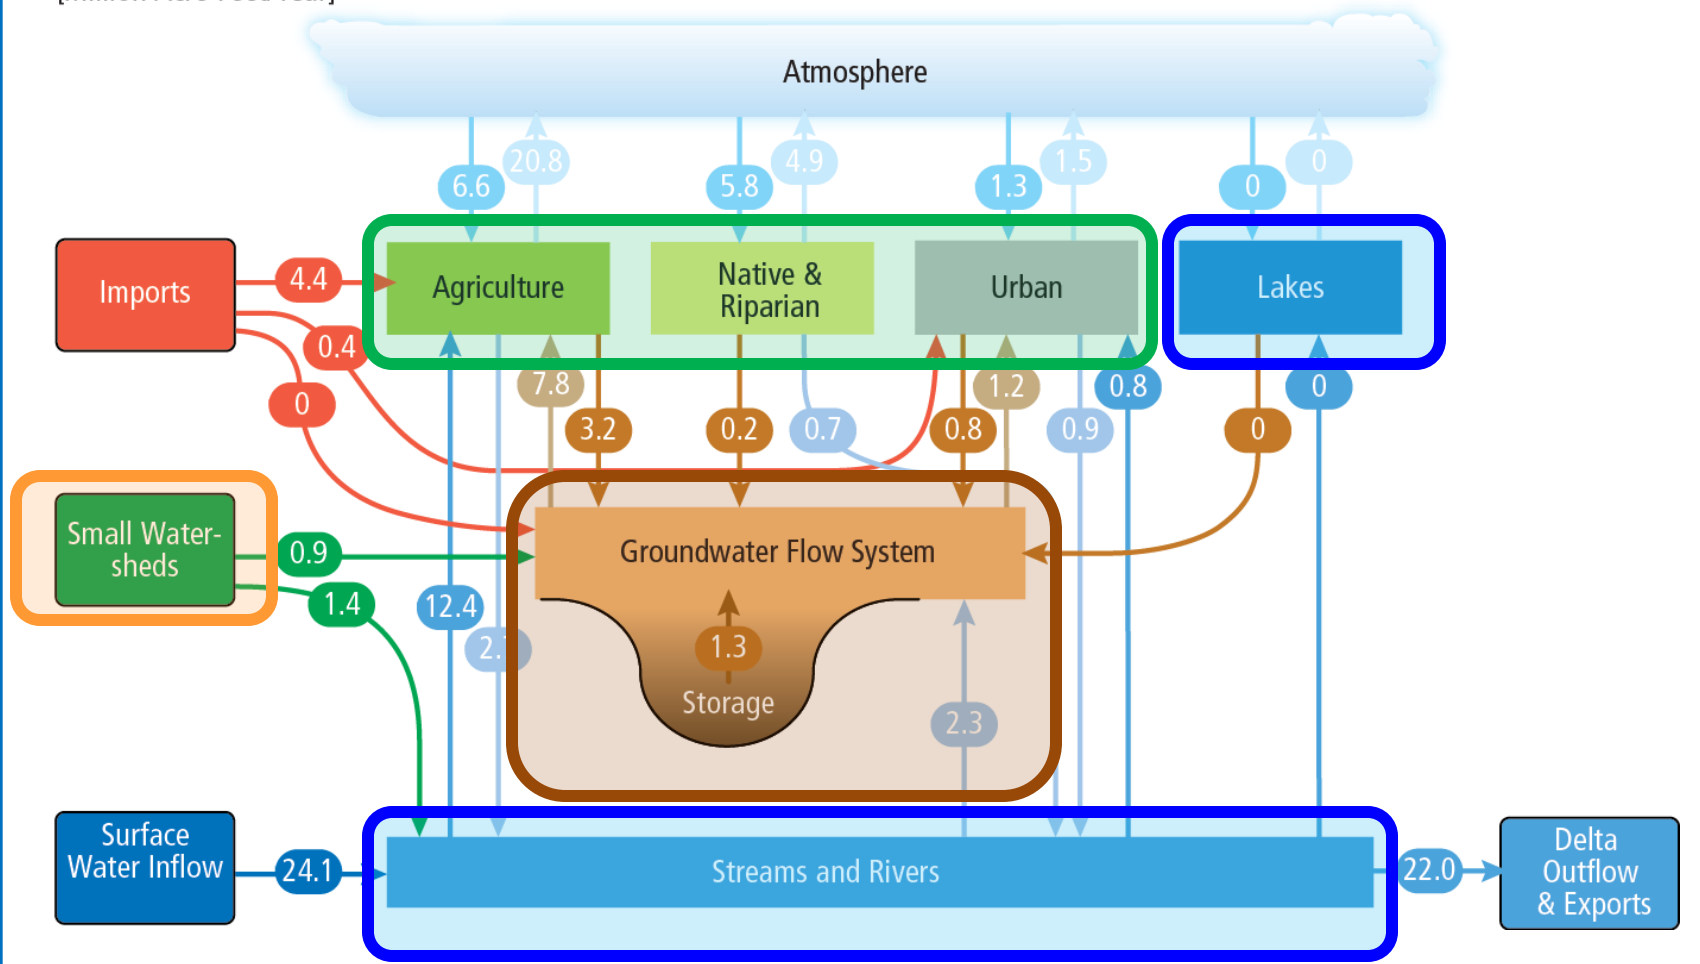 Atmosphere
20.8
4.9
1.5
0
6.6
5.8
1.3
0
Imports
4.4
0.4
0
Agriculture
Native &
Riparian
Urban
Lakes
7.8
1.2
0.8
0
3.2
0.2
0.7
0.8
0.9
0
Small Water-
sheds
0.9
1.4
Groundwater Flow System
12.4
1.3
Storage
2.3
Surface
Water Inflow
24.1
Streams and Rivers
22.0
Delta
Outflow
& Exports